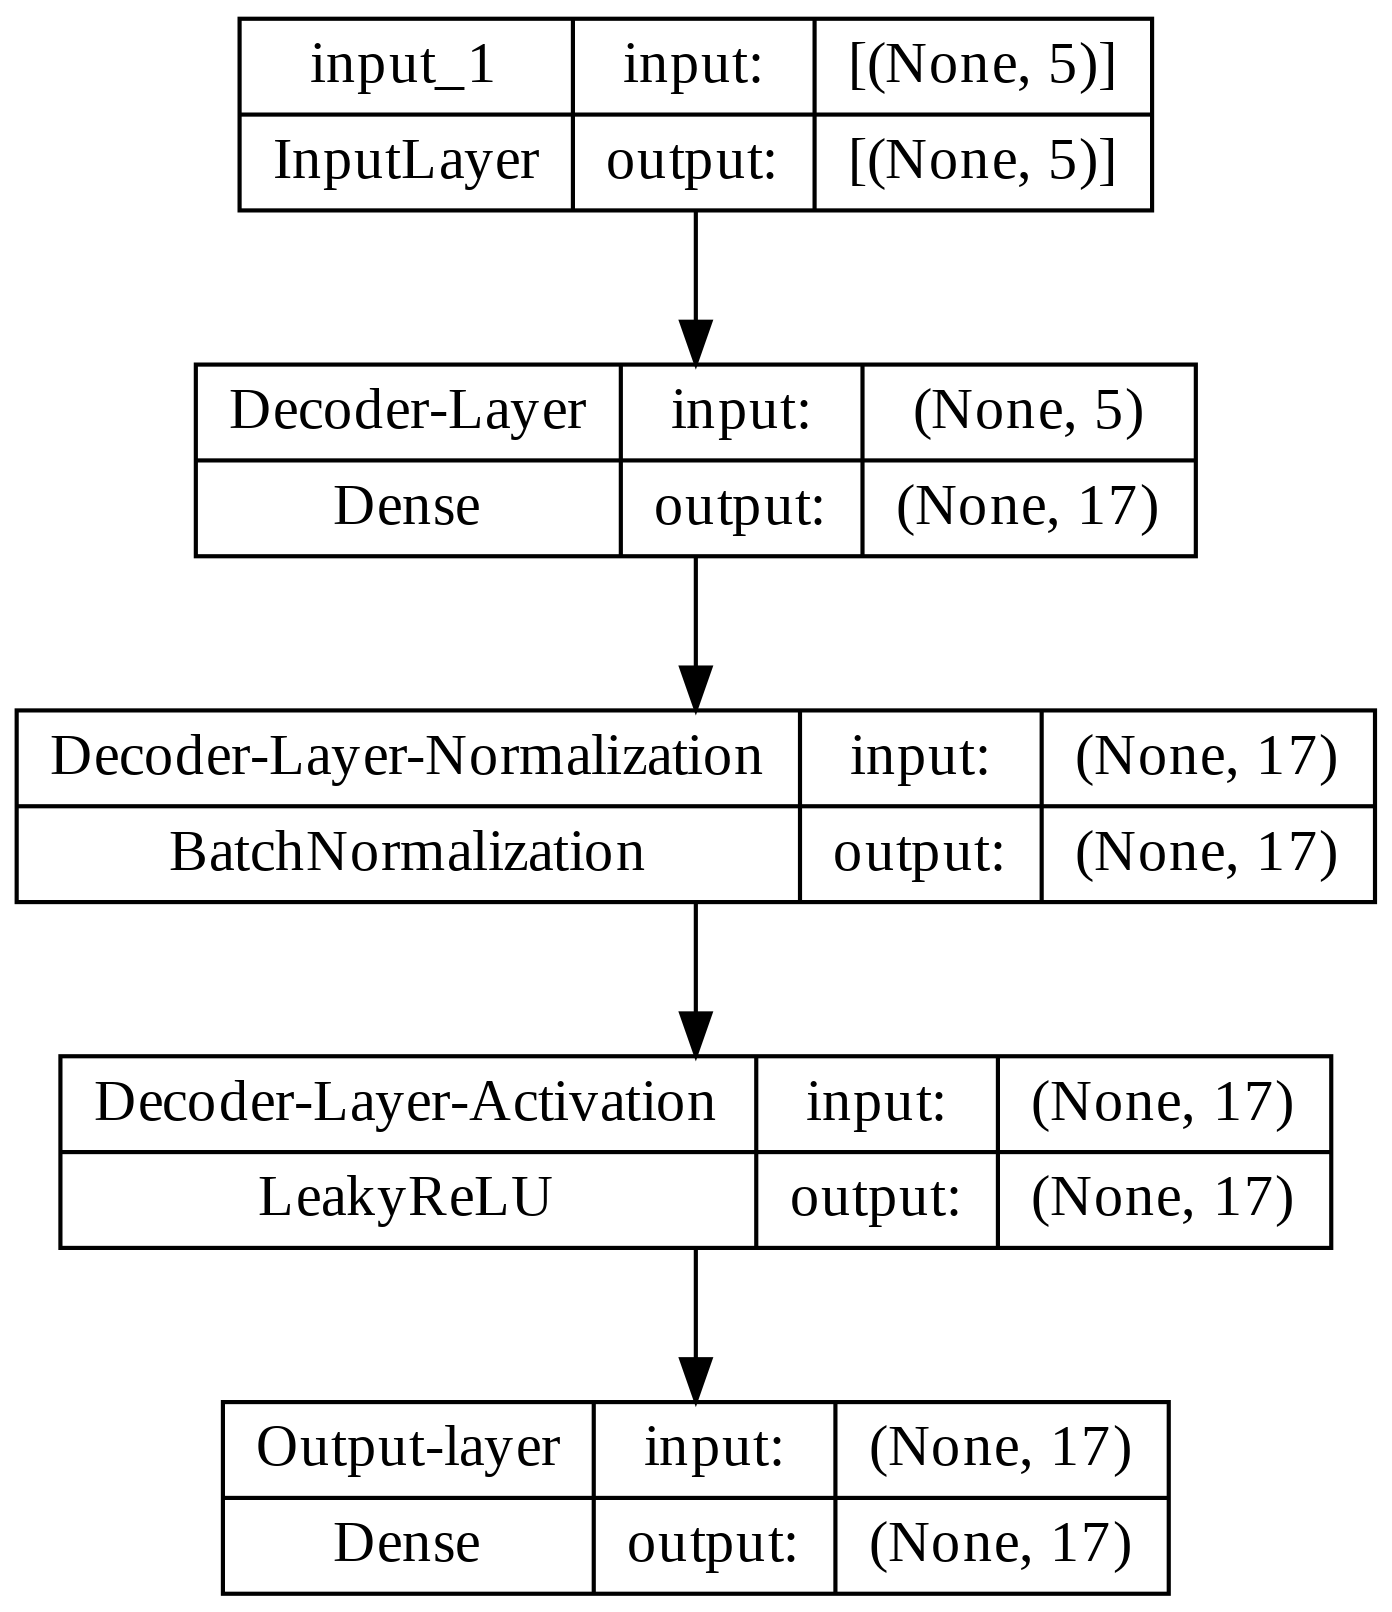 input_1 input: [(None, 5)]
InputLayer output: [(None, 5)]
Decoder-Layer input: (None, 5)
Dense output: (None, 17)
Decoder-Layer-Normalization input: (None, 17)
BatchNormalization output: (None, 17)
Decoder-Layer-Activation input: (None, 17)
LeakyReLU output: (None, 17)
Output-layer input: (None, 17)
Dense output: (None, 17)